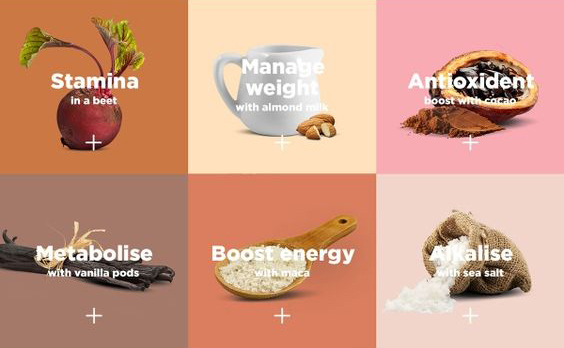 Stamina
in a beet
Manage
weight
with almond milk
Antioxident
boost with cocao
Metabolise
with vanilla pods
Boost energy
with maca
Alkalise
with sea salt